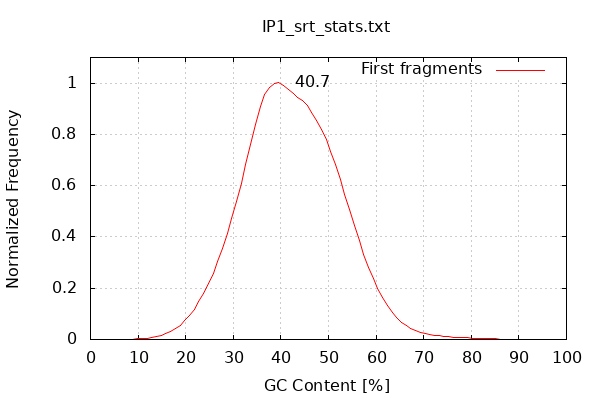 IP1_srt_stats.txt
First fragments
40.7
Normalized Frequency
1
0.8
0.6
0.4
0.2
0
0 10 20 30 40 50 60 70 80 90 100
GC Content [%]